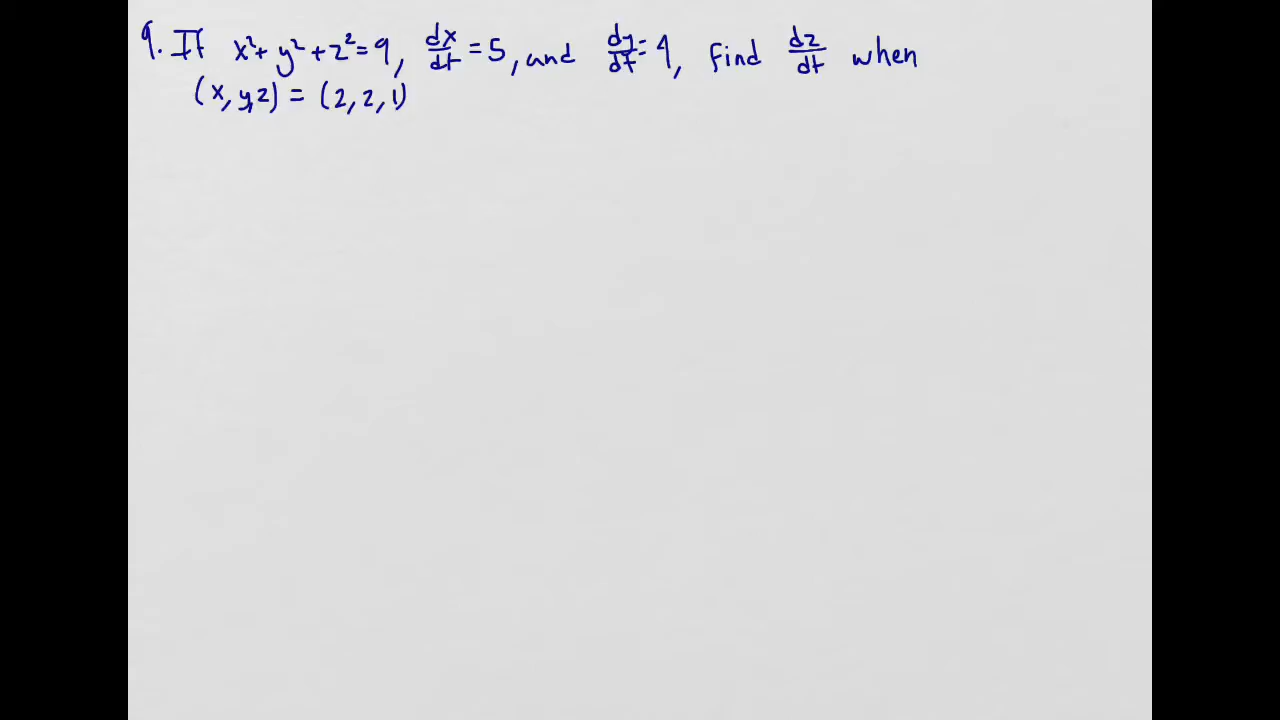 9. If x²+ y² + z² = 9, dx/dt = 5, and dy/dt = 4, find dz/dt when
(x, y, z) = (2, 2, 1)